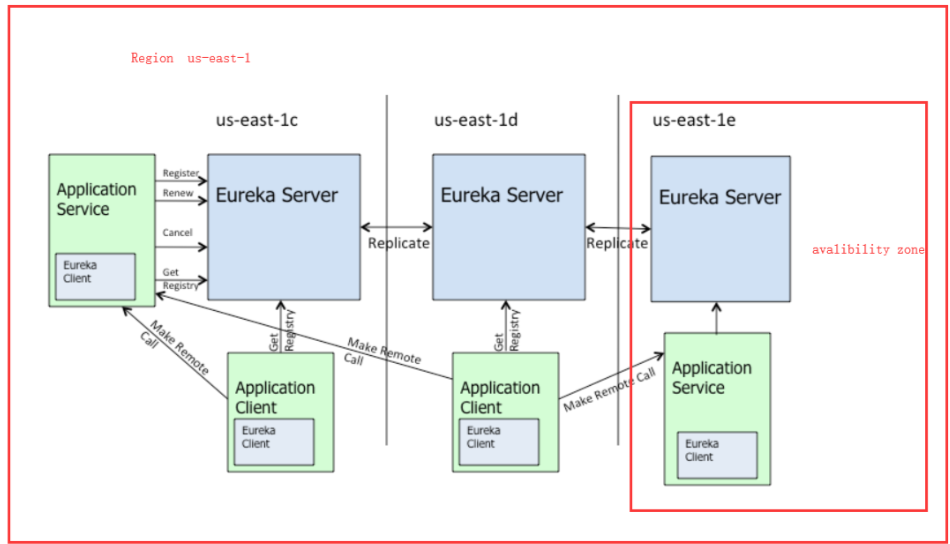 Region us-east-1
us-east-1c
us-east-1d
us-east-1e
Application
Service
Eureka
Client
Register
Renew
Cancel
Get
Registry
Eureka Server
Replicate
Eureka Server
Replicate
Eureka Server
avalibility zone
Make Remote
Call
Get
Registry
Make Remote
Call
Get
Registry
Make Remote Call
Application
Client
Eureka
Client
Application
Client
Eureka
Client
Application
Service
Eureka
Client